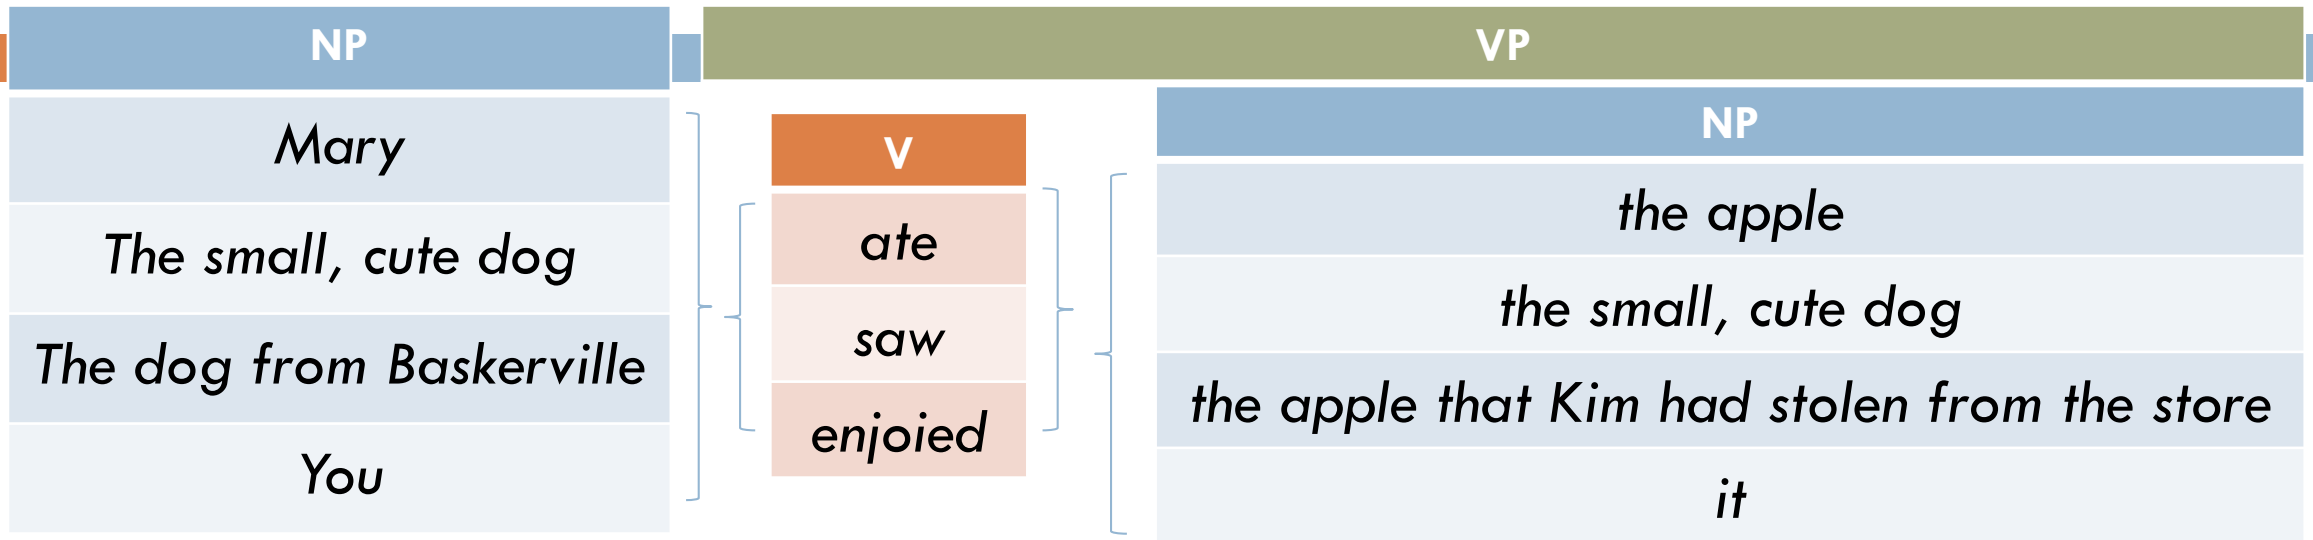 NP
VP
Mary
The small, cute dog
The dog from Baskerville
You
V
ate
saw
enjoied
NP
the apple
the small, cute dog
the apple that Kim had stolen from the store
it